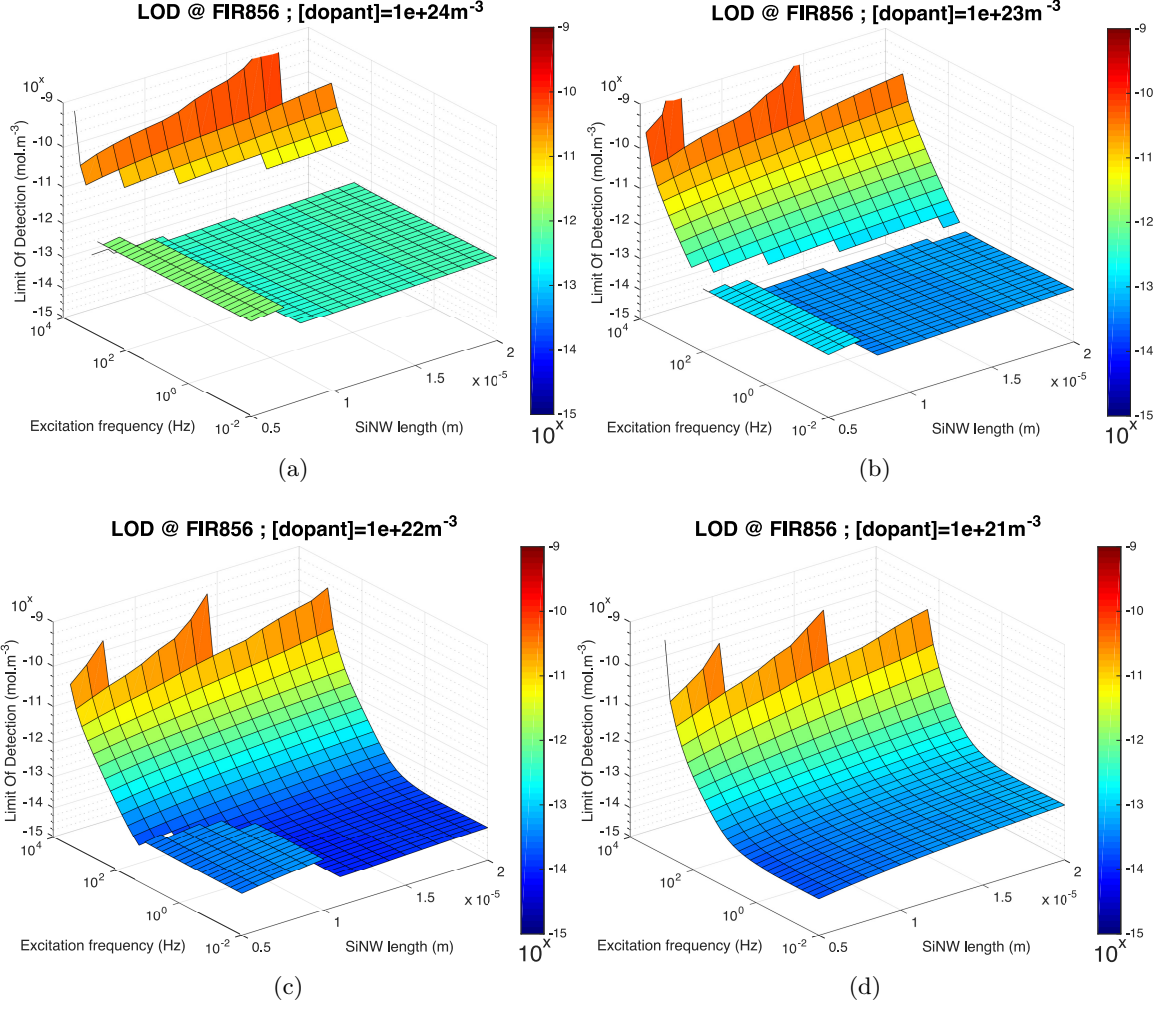 LOD @ FIR856 ; [dopant]=1e+24m⁻³
10ˣ
-9
-10
-11
-12
-13
-14
-15
Limit Of Detection (mol.m⁻³)
10⁴
10²
10⁰
10⁻²
Excitation frequency (Hz)
0.5
1
1.5
2
x 10⁻⁵
SiNW length (m)
-9
-10
-11
-12
-13
-14
-15
10ˣ
(a)
LOD @ FIR856 ; [dopant]=1e+23m⁻³
10ˣ
-9
-10
-11
-12
-13
-14
-15
Limit Of Detection (mol.m⁻³)
10⁴
10²
10⁰
10⁻²
Excitation frequency (Hz)
0.5
1
1.5
2
x 10⁻⁵
SiNW length (m)
-9
-10
-11
-12
-13
-14
-15
10ˣ
(b)
LOD @ FIR856 ; [dopant]=1e+22m⁻³
10ˣ
-9
-10
-11
-12
-13
-14
-15
Limit Of Detection (mol.m⁻³)
10⁴
10²
10⁰
10⁻²
Excitation frequency (Hz)
0.5
1
1.5
2
x 10⁻⁵
SiNW length (m)
-9
-10
-11
-12
-13
-14
-15
10ˣ
(c)
LOD @ FIR856 ; [dopant]=1e+21m⁻³
10ˣ
-9
-10
-11
-12
-13
-14
-15
Limit Of Detection (mol.m⁻³)
10⁴
10²
10⁰
10⁻²
Excitation frequency (Hz)
0.5
1
1.5
2
x 10⁻⁵
SiNW length (m)
-9
-10
-11
-12
-13
-14
-15
10ˣ
(d)